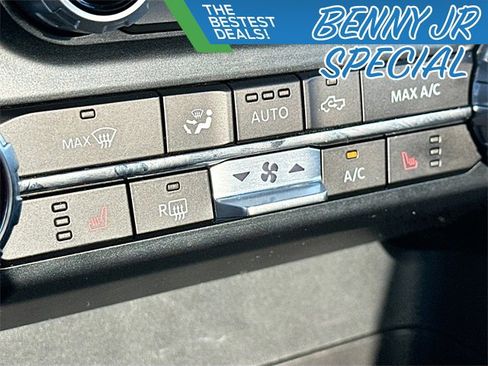 THE
BESTEST
DEALS!
BENNY JR
SPECIAL
MAX
AUTO
MAX A/C
R
A/C